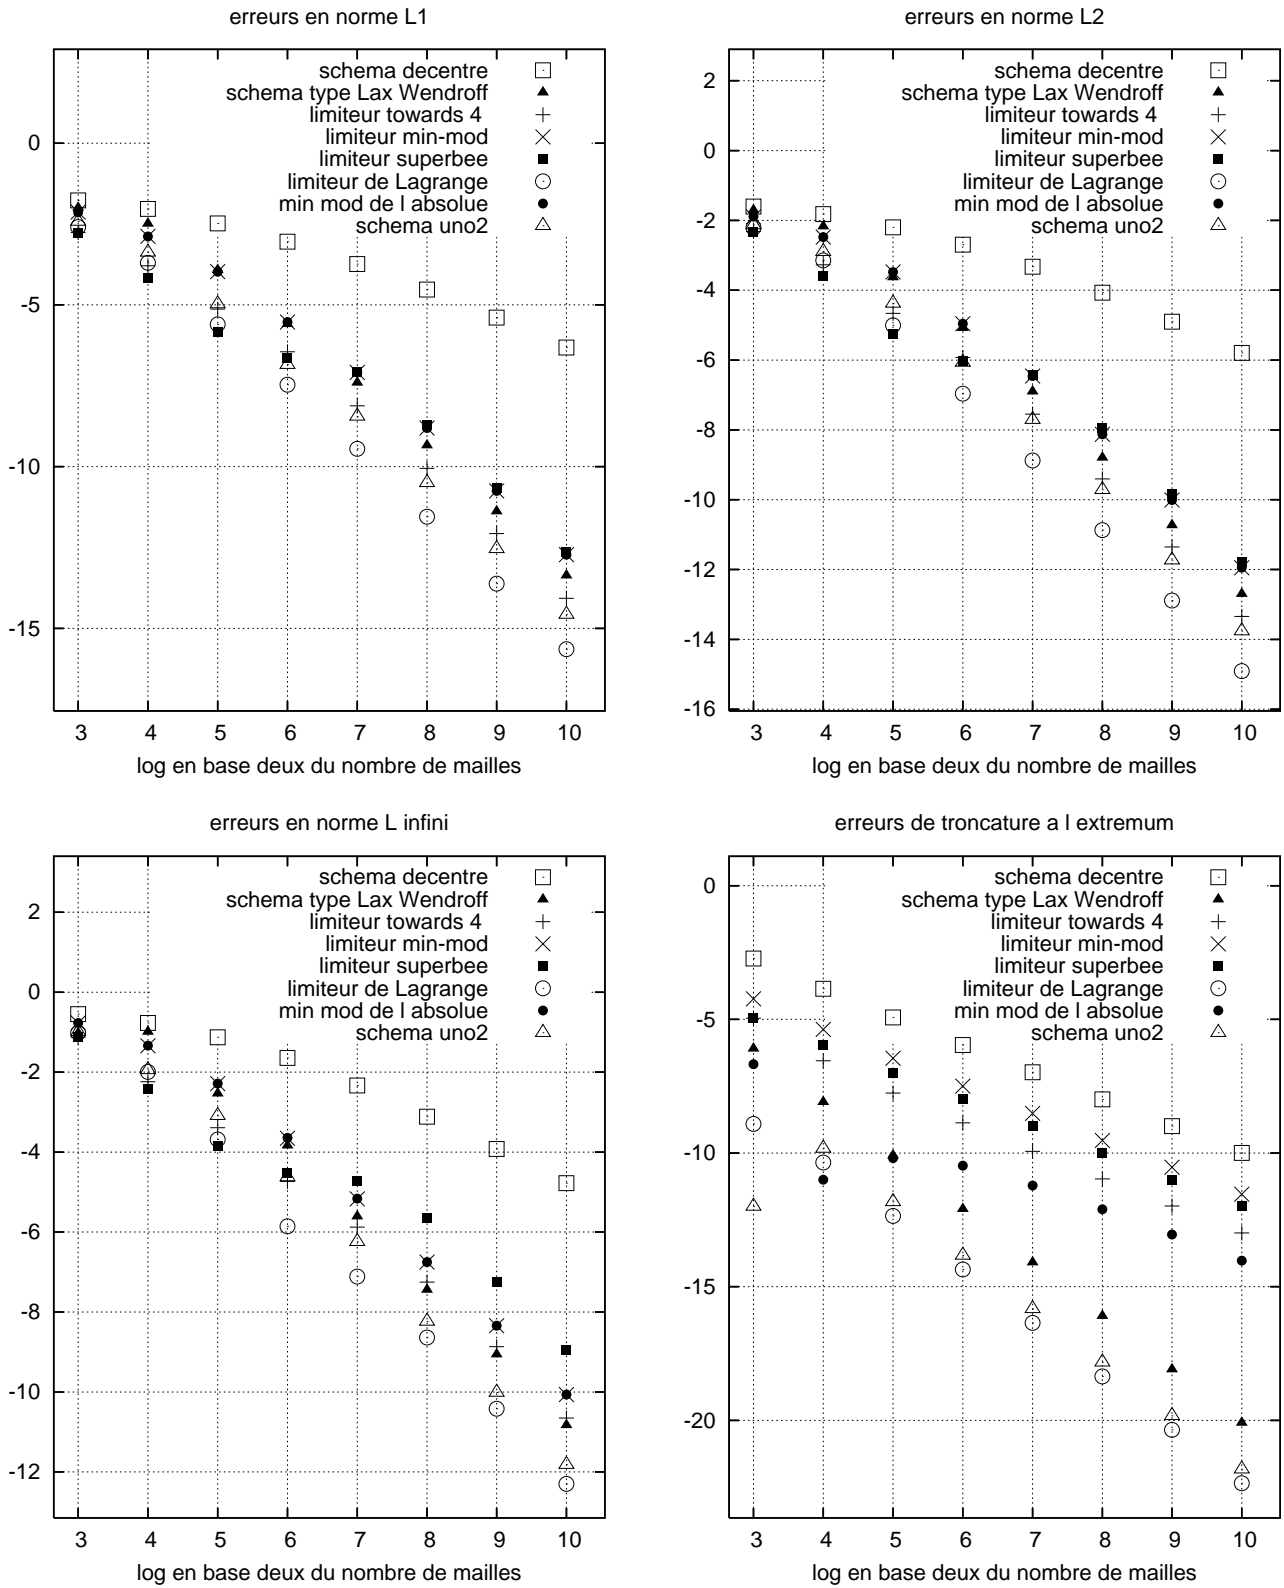 erreurs en norme L1
schema decentre
schema type Lax Wendroff
limiteur towards 4
limiteur min-mod
limiteur superbee
limiteur de Lagrange
min mod de l absolue
schema uno2
0
-5
-10
-15
3 4 5 6 7 8 9 10
log en base deux du nombre de mailles
erreurs en norme L2
schema decentre
schema type Lax Wendroff
limiteur towards 4
limiteur min-mod
limiteur superbee
limiteur de Lagrange
min mod de l absolue
schema uno2
2
0
-2
-4
-6
-8
-10
-12
-14
-16
3 4 5 6 7 8 9 10
log en base deux du nombre de mailles
erreurs en norme L infini
schema decentre
schema type Lax Wendroff
limiteur towards 4
limiteur min-mod
limiteur superbee
limiteur de Lagrange
min mod de l absolue
schema uno2
2
0
-2
-4
-6
-8
-10
-12
3 4 5 6 7 8 9 10
log en base deux du nombre de mailles
erreurs de troncature a l extremum
schema decentre
schema type Lax Wendroff
limiteur towards 4
limiteur min-mod
limiteur superbee
limiteur de Lagrange
min mod de l absolue
schema uno2
0
-5
-10
-15
-20
3 4 5 6 7 8 9 10
log en base deux du nombre de mailles